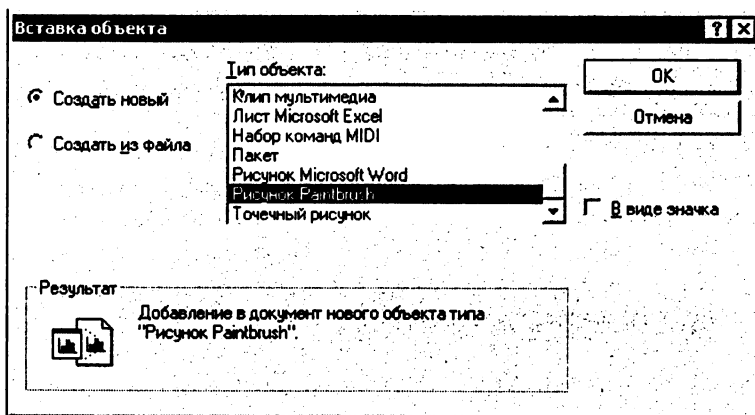 Вставка объекта
Тип объекта:
Создать новый
Создать из файла
Клип мультимедиа
Лист Microsoft Excel
Набор команд MIDI
Пакет
Рисунок Microsoft Word
Рисунок Paintbrush
Точечный рисунок
OK
Отмена
В виде значка
Результат
Добавление в документ нового объекта типа
"Рисунок Paintbrush".